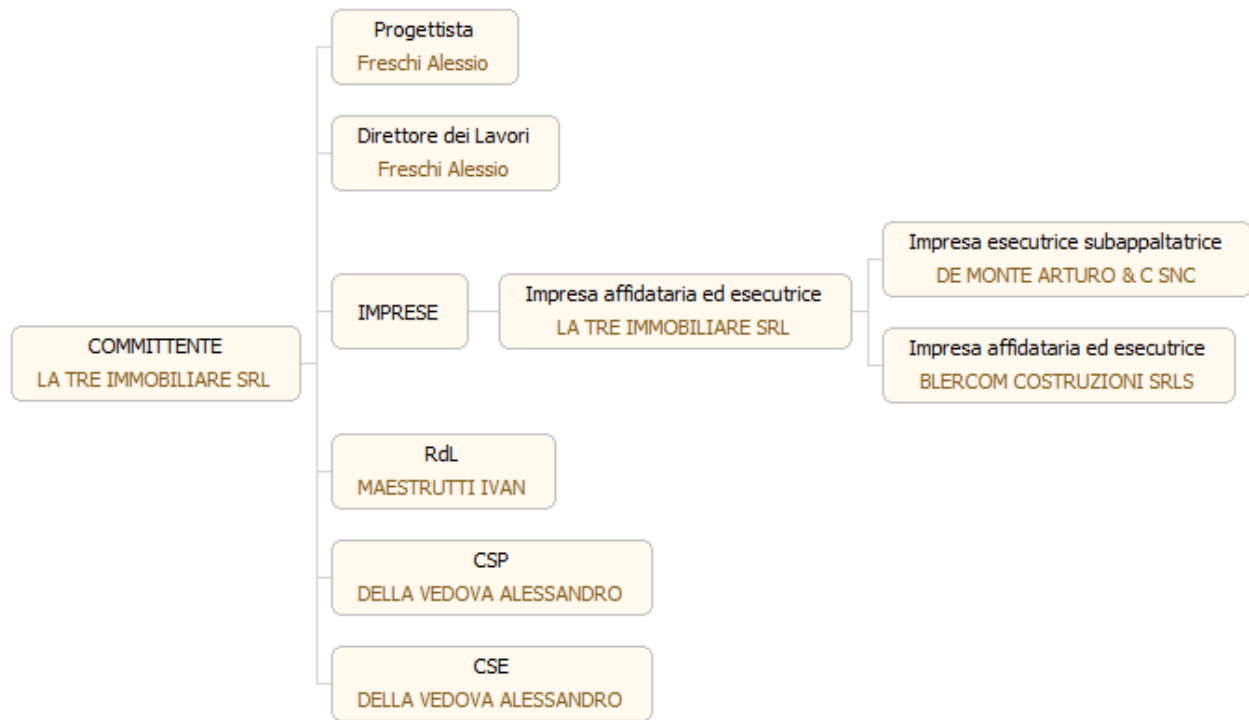 Progettista
Freschi Alessio
Direttore dei Lavori
Freschi Alessio
Impresa esecutrice subappaltatrice
DE MONTE ARTURO & C SNC
IMPRESE
Impresa affidataria ed esecutrice
LA TRE IMMOBILIARE SRL
COMMITTENTE
LA TRE IMMOBILIARE SRL
Impresa affidataria ed esecutrice
BLERCOM COSTRUZIONI SRLS
RdL
MAESTRUTTI IVAN
CSP
DELLA VEDOVA ALESSANDRO
CSE
DELLA VEDOVA ALESSANDRO